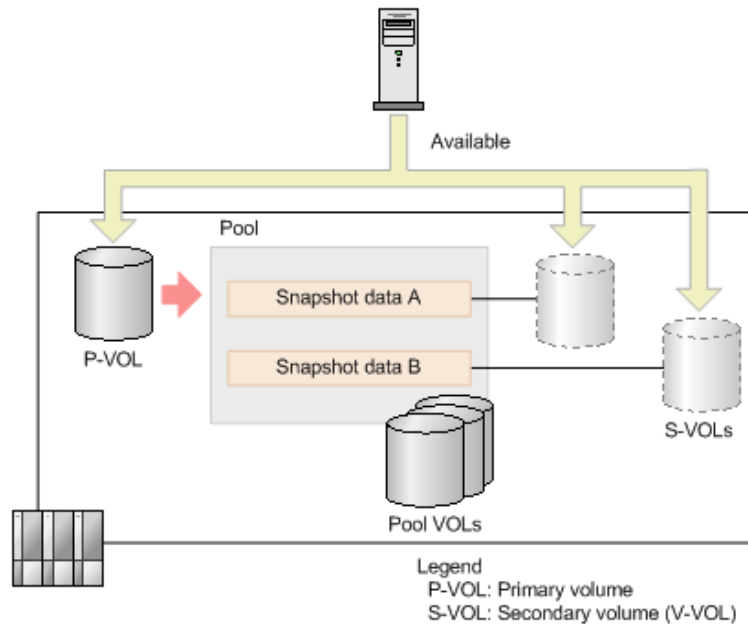 Available
Pool
Snapshot data A
P-VOL
Snapshot data B
S-VOLs
Pool VOLs
Legend
P-VOL: Primary volume
S-VOL: Secondary volume (V-VOL)